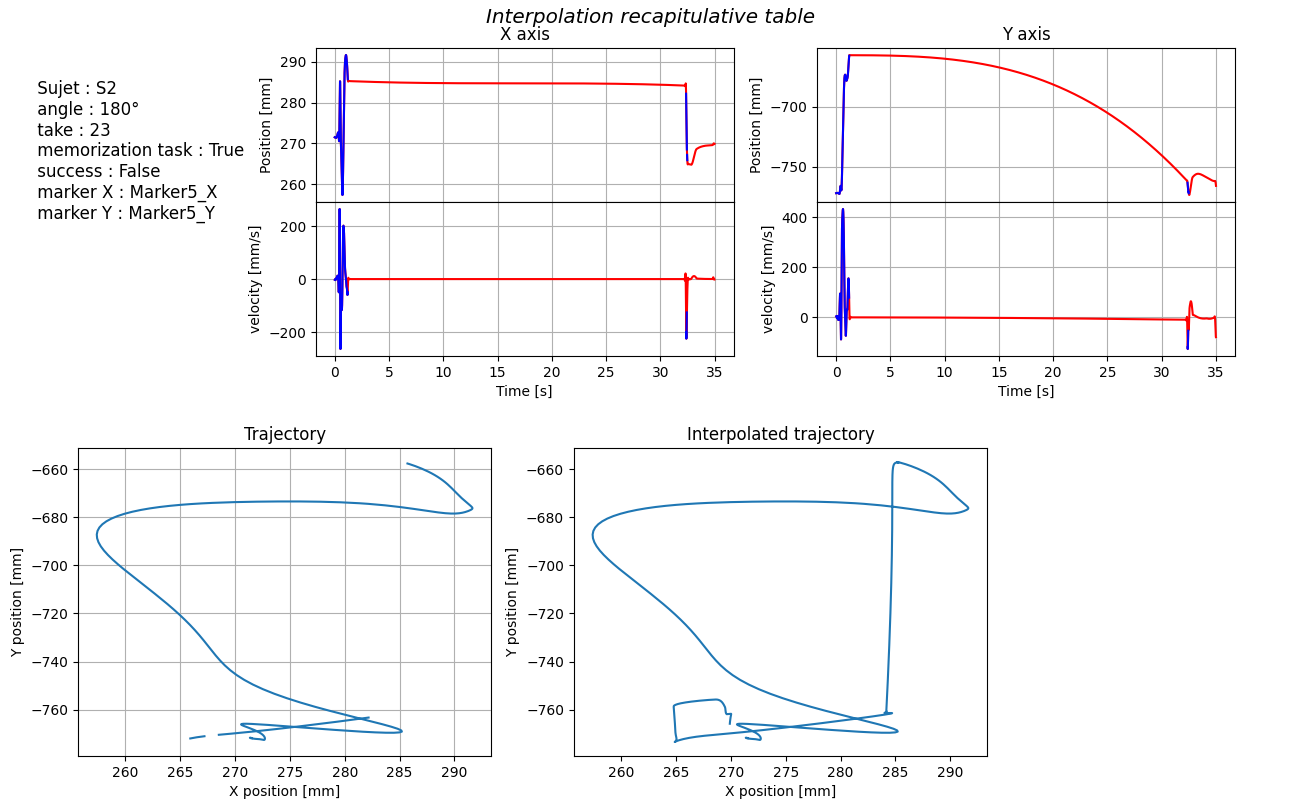 Interpolation recapitulative table
Sujet : S2
angle : 180°
take : 23
memorization task : True
success : False
marker X : Marker5_X
marker Y : Marker5_Y
X axis
Position [mm]
290
280
270
260
velocity [mm/s]
200
0
−200
0 5 10 15 20 25 30 35
Time [s]
Y axis
Position [mm]
−700
−750
velocity [mm/s]
400
200
0
0 5 10 15 20 25 30 35
Time [s]
Trajectory
Y position [mm]
−660
−680
−700
−720
−740
−760
260 265 270 275 280 285 290
X position [mm]
Interpolated trajectory
Y position [mm]
−660
−680
−700
−720
−740
−760
260 265 270 275 280 285 290
X position [mm]